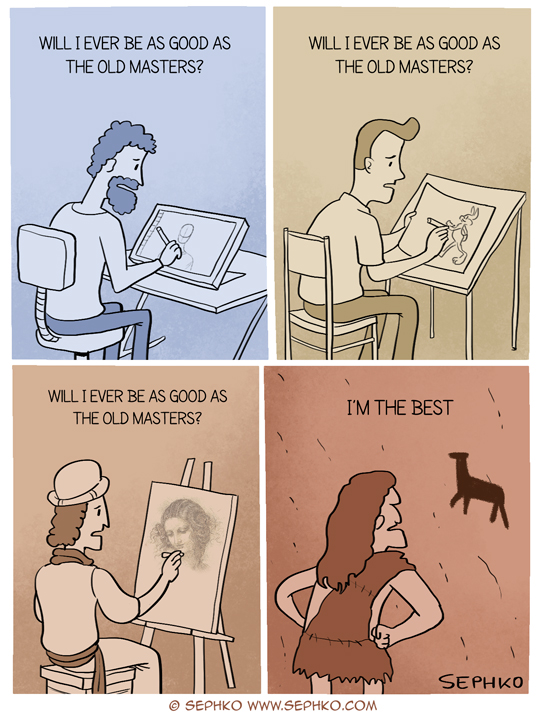 WILL I EVER BE AS GOOD AS
THE OLD MASTERS?
WILL I EVER BE AS GOOD AS
THE OLD MASTERS?
WILL I EVER BE AS GOOD AS
THE OLD MASTERS?
I'M THE BEST
SEPHKO
© SEPHKO WWW.SEPHKO.COM